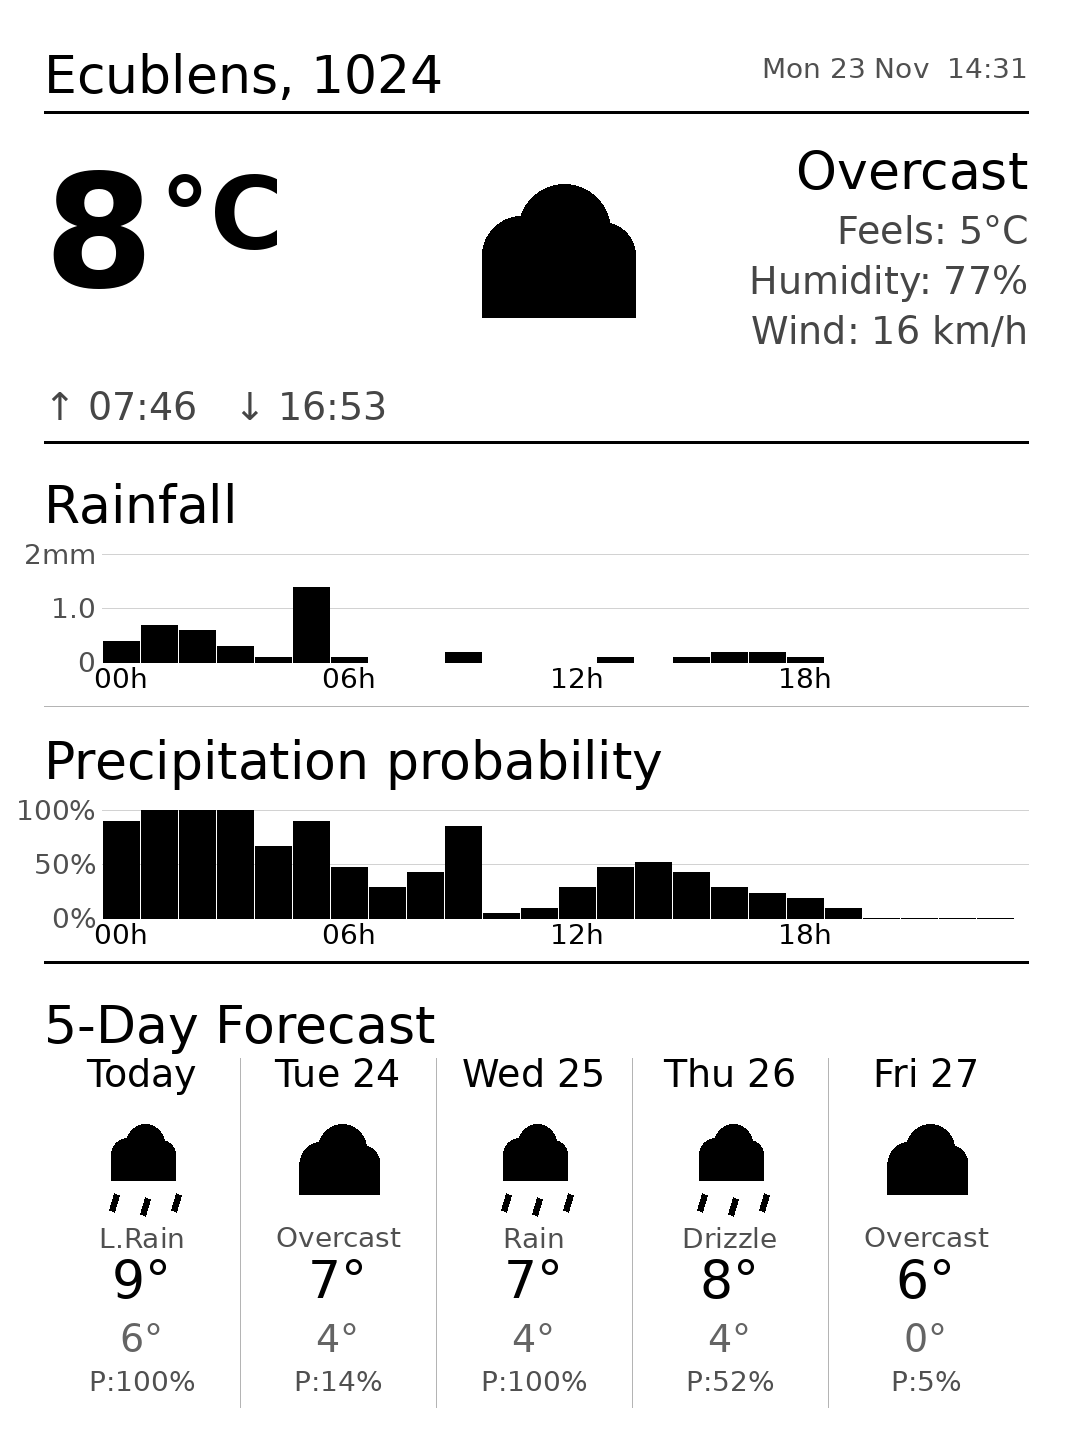 Ecublens, 1024
Mon 23 Nov  14:31
8°C
Overcast
Feels: 5°C
Humidity: 77%
Wind: 16 km/h
↑ 07:46   ↓ 16:53
Rainfall
2mm
1.0
0
00h 06h 12h 18h
Precipitation probability
100%
50%
0%
00h 06h 12h 18h
5-Day Forecast
Today Tue 24 Wed 25 Thu 26 Fri 27
L.Rain Overcast Rain Drizzle Overcast
9° 7° 7° 8° 6°
6° 4° 4° 4° 0°
P:100% P:14% P:100% P:52% P:5%